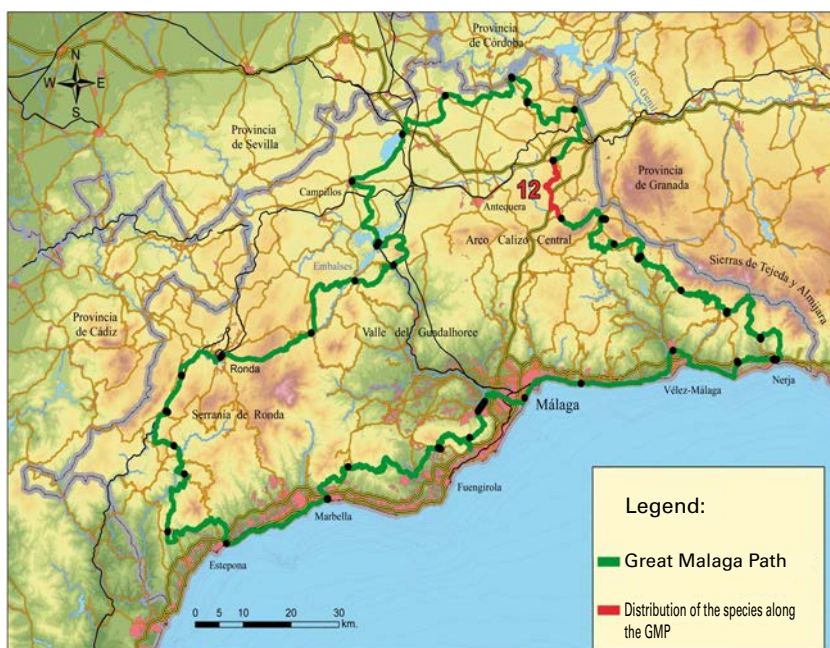 Provincia
de Córdoba
N
W E
S
Río Genil
Provincia
de Sevilla
Provincia
de Granada
Campillos
12
Antequera
Arco Calizo Central
Embalses
Sierras de Tejeda y Almijara
Provincia
de Cádiz
Valle del Guadalhorce
Ronda
Nerja
Vélez-Málaga
Málaga
Serranía de Ronda
Fuengirola
Marbella
Estepona
0 5 10 20 30
km.
Legend:
Great Malaga Path
Distribution of the species along
the GMP